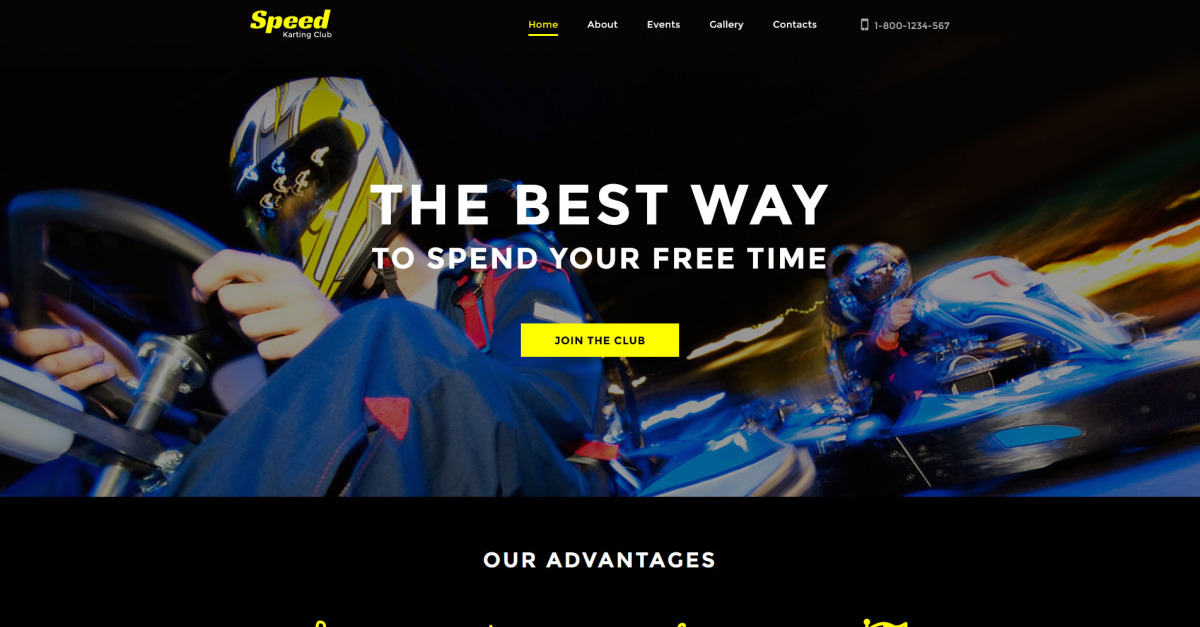 Speed
Karting Club
Home About Events Gallery Contacts 1-800-1234-567
THE BEST WAY
TO SPEND YOUR FREE TIME
JOIN THE CLUB
OUR ADVANTAGES